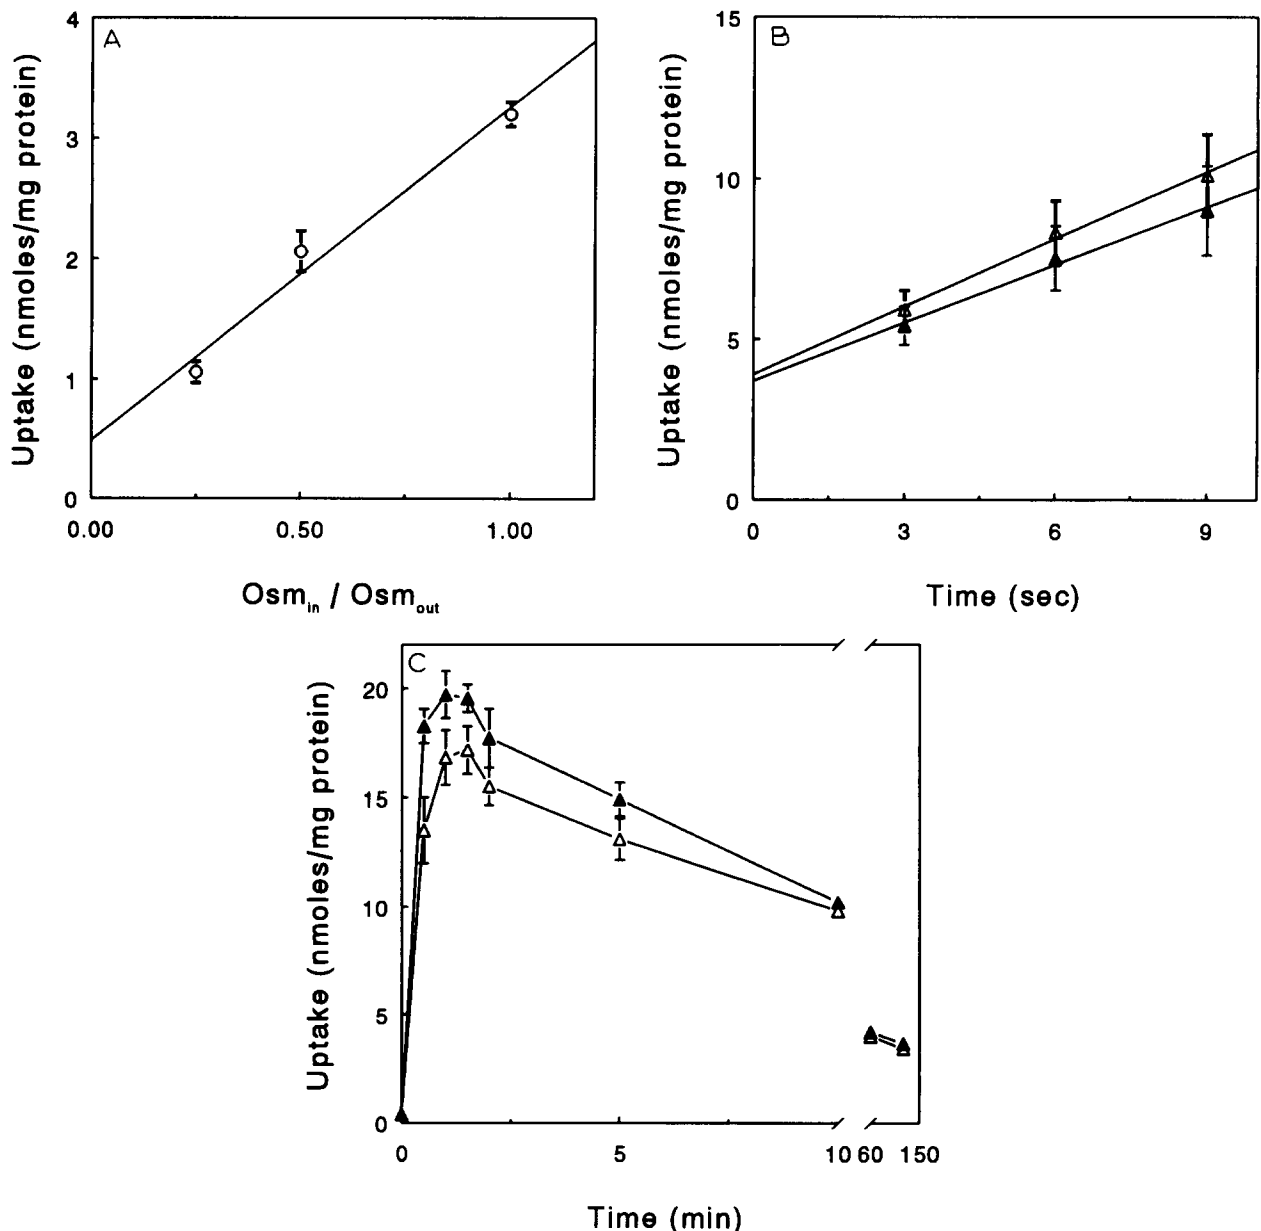 A
4
3
2
1
0
0.00 0.50 1.00
Uptake (nmoles/mg protein)
Osm_in / Osm_out
B
15
10
5
0
0 3 6 9
Uptake (nmoles/mg protein)
Time (sec)
C
20
15
10
5
0
0 5 10 60 150
Uptake (nmoles/mg protein)
Time (min)